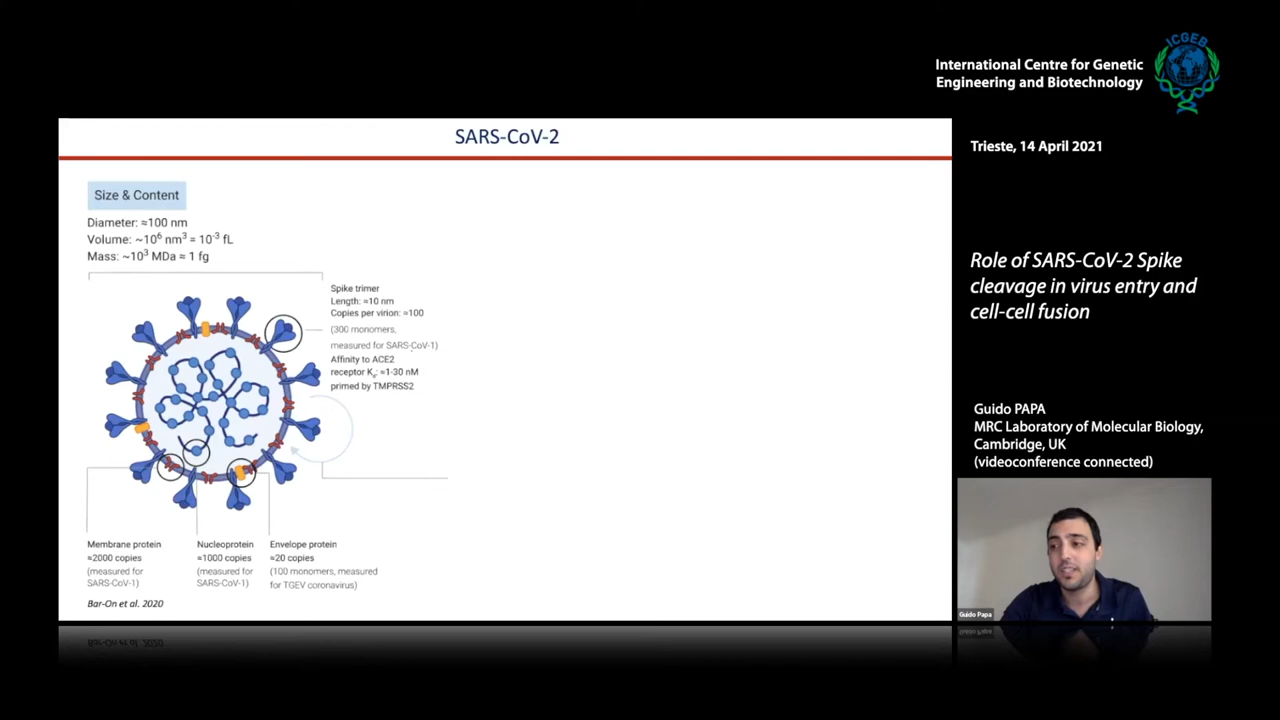 ICGEB
International Centre for Genetic
Engineering and Biotechnology
SARS-CoV-2
Trieste, 14 April 2021
Size & Content
Diameter: ≈100 nm
Volume: ~10⁶ nm³ = 10⁻³ fL
Mass: ~10³ MDa ≈ 1 fg
Spike trimer
Length: ≈10 nm
Copies per virion: ≈100
(300 monomers,
measured for SARS-CoV-1)
Affinity to ACE2
receptor Kd: ≈1-30 nM
primed by TMPRSS2
Membrane protein
≈2000 copies
(measured for
SARS-CoV-1)
Nucleoprotein
≈1000 copies
(measured for
SARS-CoV-1)
Envelope protein
≈20 copies
(100 monomers, measured
for TGEV coronavirus)
Bar-On et al. 2020
Role of SARS-CoV-2 Spike
cleavage in virus entry and
cell-cell fusion
Guido PAPA
MRC Laboratory of Molecular Biology,
Cambridge, UK
(videoconference connected)
Guido Papa